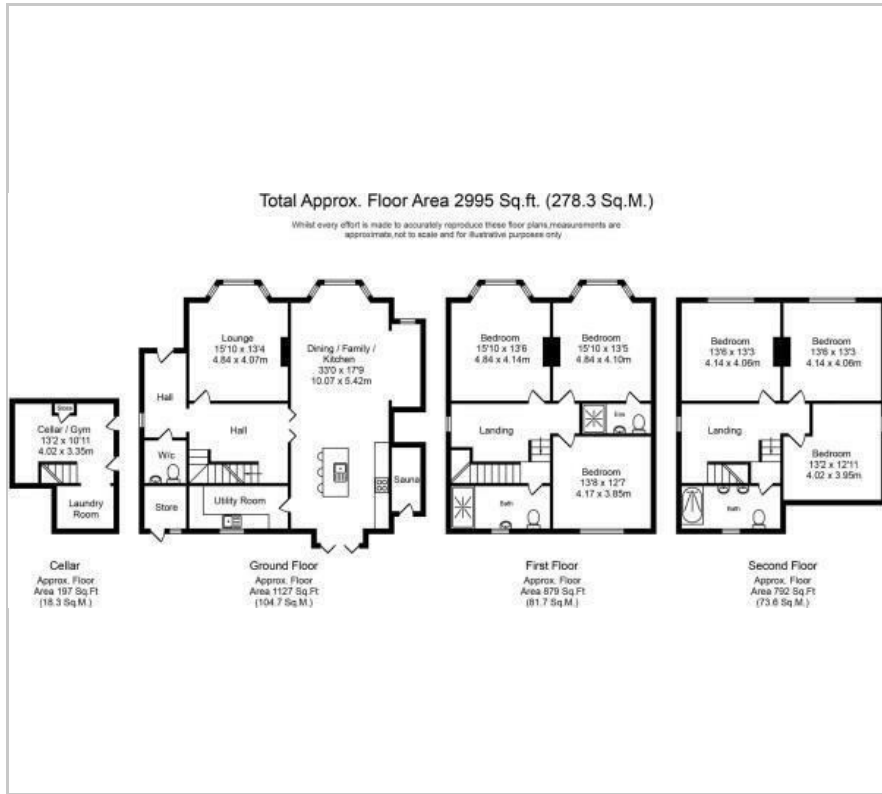 Total Approx. Floor Area 2995 Sq.ft. (278.3 Sq.M.)
Whilst every effort is made to accurately reproduce these floor plans,measurements are
approximate,not to scale and for illustrative purposes only
Store
Cellar / Gym
13'2 x 10'11
4.02 x 3.35m
Laundry
Room
Cellar
Approx. Floor
Area 197 Sq.Ft
(18.3 Sq.M.)
Lounge
15'10 x 13'4
4.84 x 4.07m
Dining / Family /
Kitchen
33'0 x 17'9
10.07 x 5.42m
Hall
Hall
W/c
Store
Utility Room
Sauna
Ground Floor
Approx. Floor
Area 1127 Sq.Ft
(104.7 Sq.M.)
Bedroom
15'10 x 13'6
4.84 x 4.14m
Bedroom
15'10 x 13'5
4.84 x 4.10m
Landing
Ens
Bedroom
13'8 x 12'7
4.17 x 3.85m
Bath
First Floor
Approx. Floor
Area 879 Sq.Ft
(81.7 Sq.M.)
Bedroom
13'6 x 13'3
4.14 x 4.06m
Bedroom
13'6 x 13'3
4.14 x 4.06m
Landing
Bedroom
13'2 x 12'11
4.02 x 3.95m
Bath
Second Floor
Approx. Floor
Area 792 Sq.Ft
(73.6 Sq.M.)